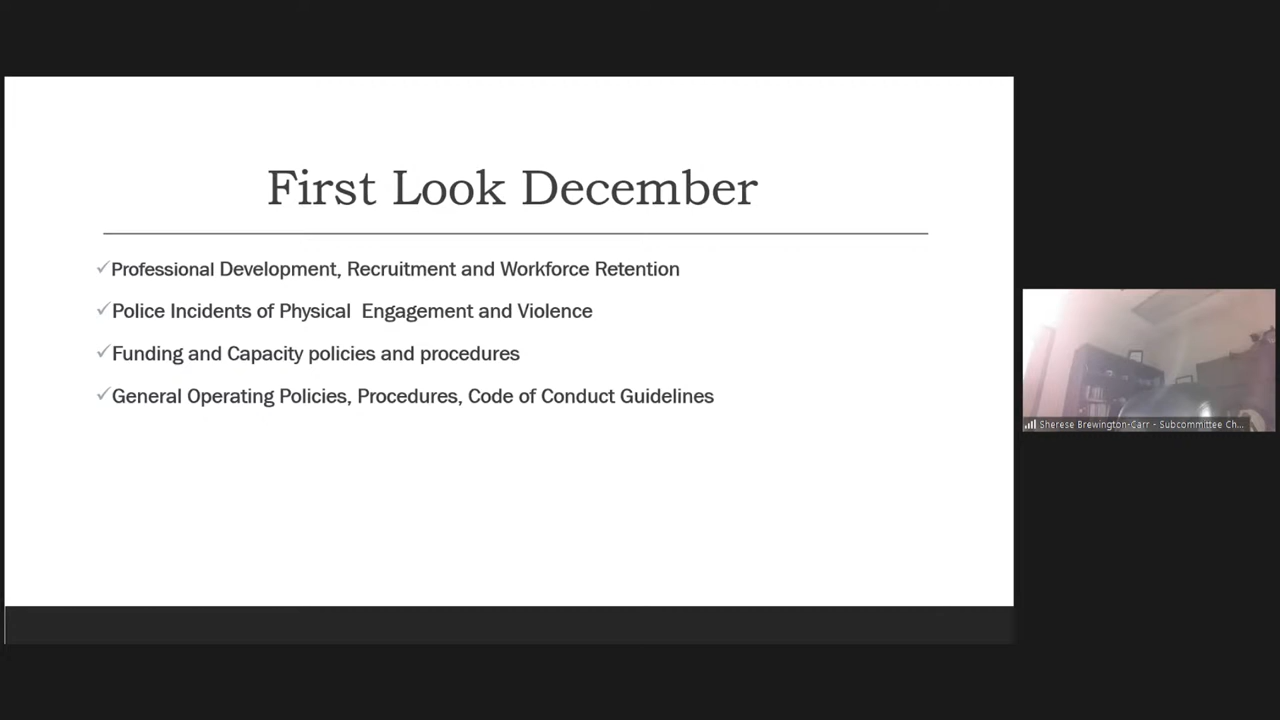 First Look December
✓Professional Development, Recruitment and Workforce Retention
✓Police Incidents of Physical  Engagement and Violence
✓Funding and Capacity policies and procedures
✓General Operating Policies, Procedures, Code of Conduct Guidelines
Sherese Brewington-Carr - Subcommittee Ch...